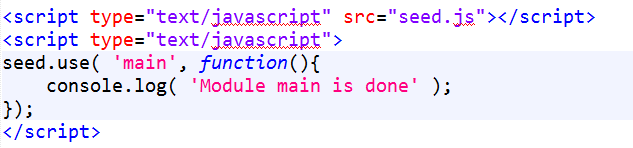 <script type="text/javascript" src="seed.js"></script>
<script type="text/javascript">
seed.use( 'main', function(){
    console.log( 'Module main is done' );
});
</script>